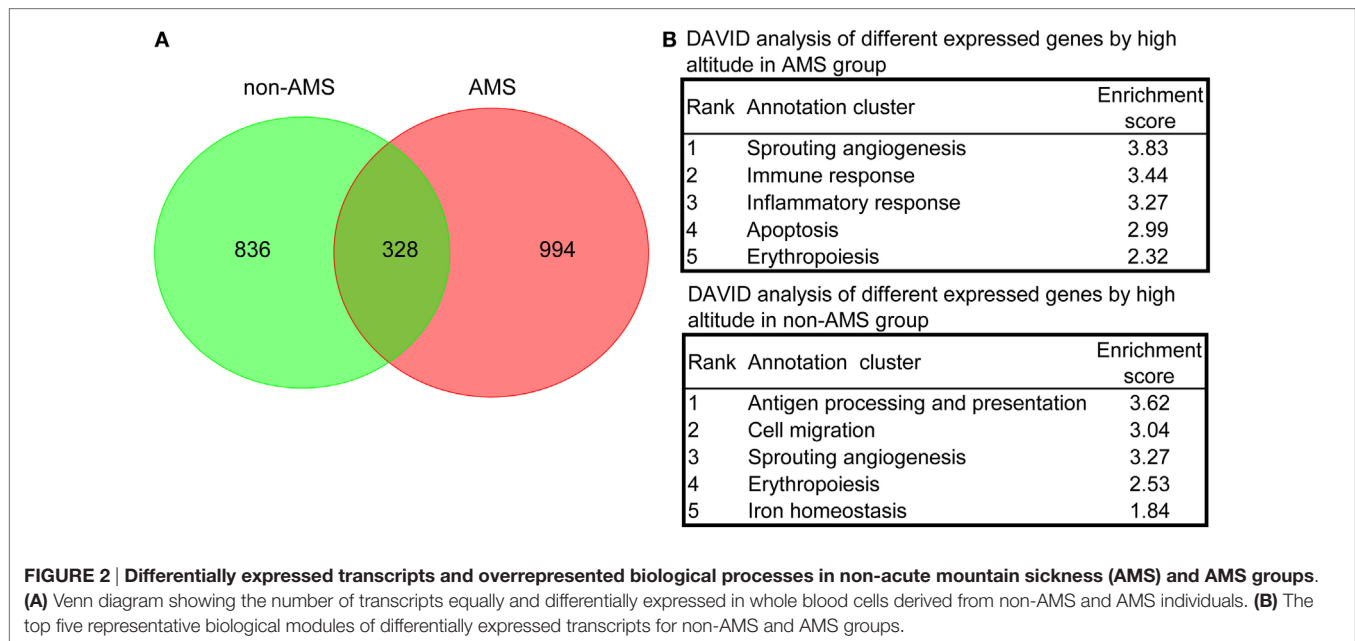 A
non-AMS
AMS
836
328
994
B
DAVID analysis of different expressed genes by high
altitude in AMS group
Rank Annotation cluster Enrichment score
1 Sprouting angiogenesis 3.83
2 Immune response 3.44
3 Inflammatory response 3.27
4 Apoptosis 2.99
5 Erythropoiesis 2.32
DAVID analysis of different expressed genes by high
altitude in non-AMS group
Rank Annotation cluster Enrichment score
1 Antigen processing and presentation 3.62
2 Cell migration 3.04
3 Sprouting angiogenesis 3.27
4 Erythropoiesis 2.53
5 Iron homeostasis 1.84
FIGURE 2 | Differentially expressed transcripts and overrepresented biological processes in non-acute mountain sickness (AMS) and AMS groups.
(A) Venn diagram showing the number of transcripts equally and differentially expressed in whole blood cells derived from non-AMS and AMS individuals. (B) The
top five representative biological modules of differentially expressed transcripts for non-AMS and AMS groups.